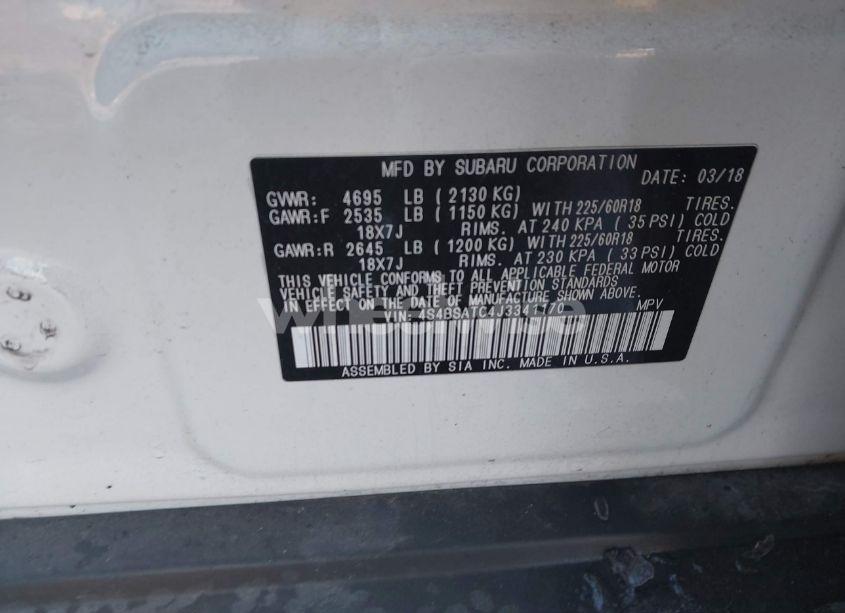 MFD BY SUBARU CORPORATION
DATE: 03/18
GVWR: 4695 LB ( 2130 KG)
GAWR:F 2535 LB ( 1150 KG) WITH 225/60R18 TIRES.
18X7J RIMS. AT 240 KPA ( 35 PSI) COLD
GAWR:R 2645 LB ( 1200 KG) WITH 225/60R18 TIRES.
18X7J RIMS. AT 230 KPA ( 33 PSI) COLD
THIS VEHICLE CONFORMS TO ALL APPLICABLE FEDERAL MOTOR
VEHICLE SAFETY AND THEFT PREVENTION STANDARDS
IN EFFECT ON THE DATE OF MANUFACTURE SHOWN ABOVE.
VIN: 4S4BSATC4J3341170 MPV
ASSEMBLED BY SIA INC. MADE IN U.S.A.